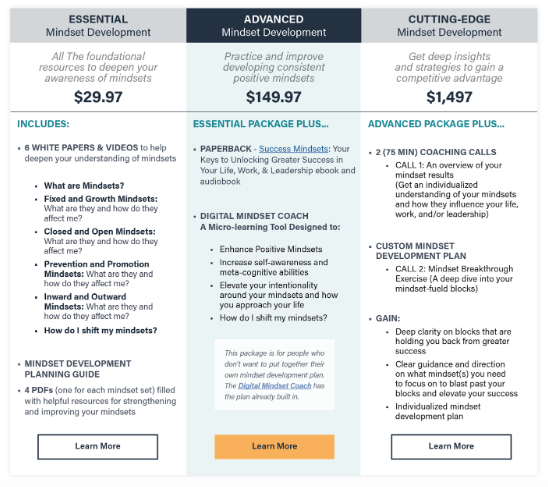 ESSENTIAL
Mindset Development
All The foundational
resources to deepen your
awareness of mindsets
$29.97
INCLUDES:
• 6 WHITE PAPERS & VIDEOS to help
deepen your understanding of mindsets
• What are Mindsets?
• Fixed and Growth Mindsets:
What are they and how do they
affect me?
• Closed and Open Mindsets:
What are they and how do they
affect me?
• Prevention and Promotion
Mindsets: What are they and
how do they affect me?
• Inward and Outward
Mindsets: What are they and
how do they affect me?
• How do I shift my mindsets?
• MINDSET DEVELOPMENT
PLANNING GUIDE
• 4 PDFs (one for each mindset set) filled
with helpful resources for strengthening
and improving your mindsets
Learn More
ADVANCED
Mindset Development
Practice and improve
developing consistent
positive mindsets
$149.97
ESSENTIAL PACKAGE PLUS...
• PAPERBACK - Success Mindsets: Your
Keys to Unlocking Greater Success in
Your Life, Work, & Leadership ebook and
audiobook
• DIGITAL MINDSET COACH
A Micro-learning Tool Designed to:
• Enhance Positive Mindsets
• Increase self-awareness and
meta-cognitive abilities
• Elevate your intentionality
around your mindsets and how
you approach your life
• How do I shift my mindsets?
This package is for people who
don't want to put together their
own mindset development plan.
The Digital Mindset Coach has
the plan already built in.
Learn More
CUTTING-EDGE
Mindset Development
Get deep insights
and strategies to gain a
competitive advantage
$1,497
ADVANCED PACKAGE PLUS...
• 2 (75 MIN) COACHING CALLS
• CALL 1: An overview of your
mindset results
(Get an individualized
understanding of your mindsets
and how they influence your life,
work, and/or leadership)
• CUSTOM MINDSET
DEVELOPMENT PLAN
• CALL 2: Mindset Breakthrough
Exercise (A deep dive into your
mindset-fueld blocks)
• GAIN:
• Deep clarity on blocks that are
holding you back from greater
success
• Clear guidance and direction
on what mindset(s) you need
to focus on to blast past your
blocks and elevate your success
• Individualized mindset
development plan
Learn More